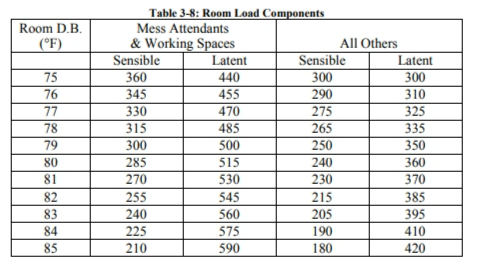 Table 3-8: Room Load Components
Room D.B. (°F) Mess Attendants & Working Spaces All Others
Sensible Latent Sensible Latent
75 360 440 300 300
76 345 455 290 310
77 330 470 275 325
78 315 485 265 335
79 300 500 250 350
80 285 515 240 360
81 270 530 230 370
82 255 545 215 385
83 240 560 205 395
84 225 575 190 410
85 210 590 180 420